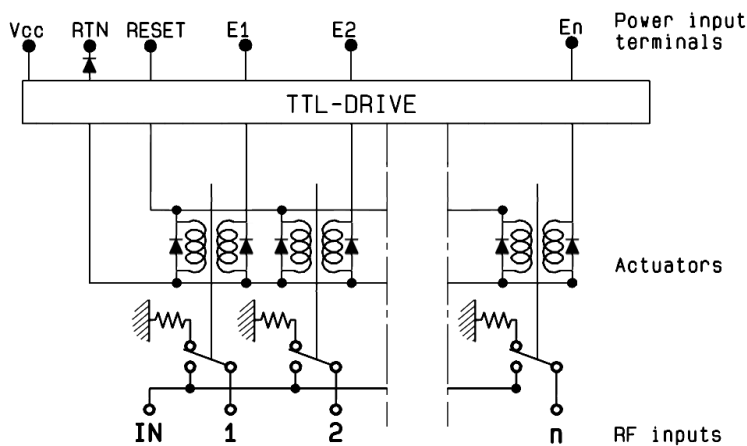 Vcc RTN RESET E1 E2 En
Power input
terminals
TTL-DRIVE
Actuators
IN 1 2 n
RF inputs